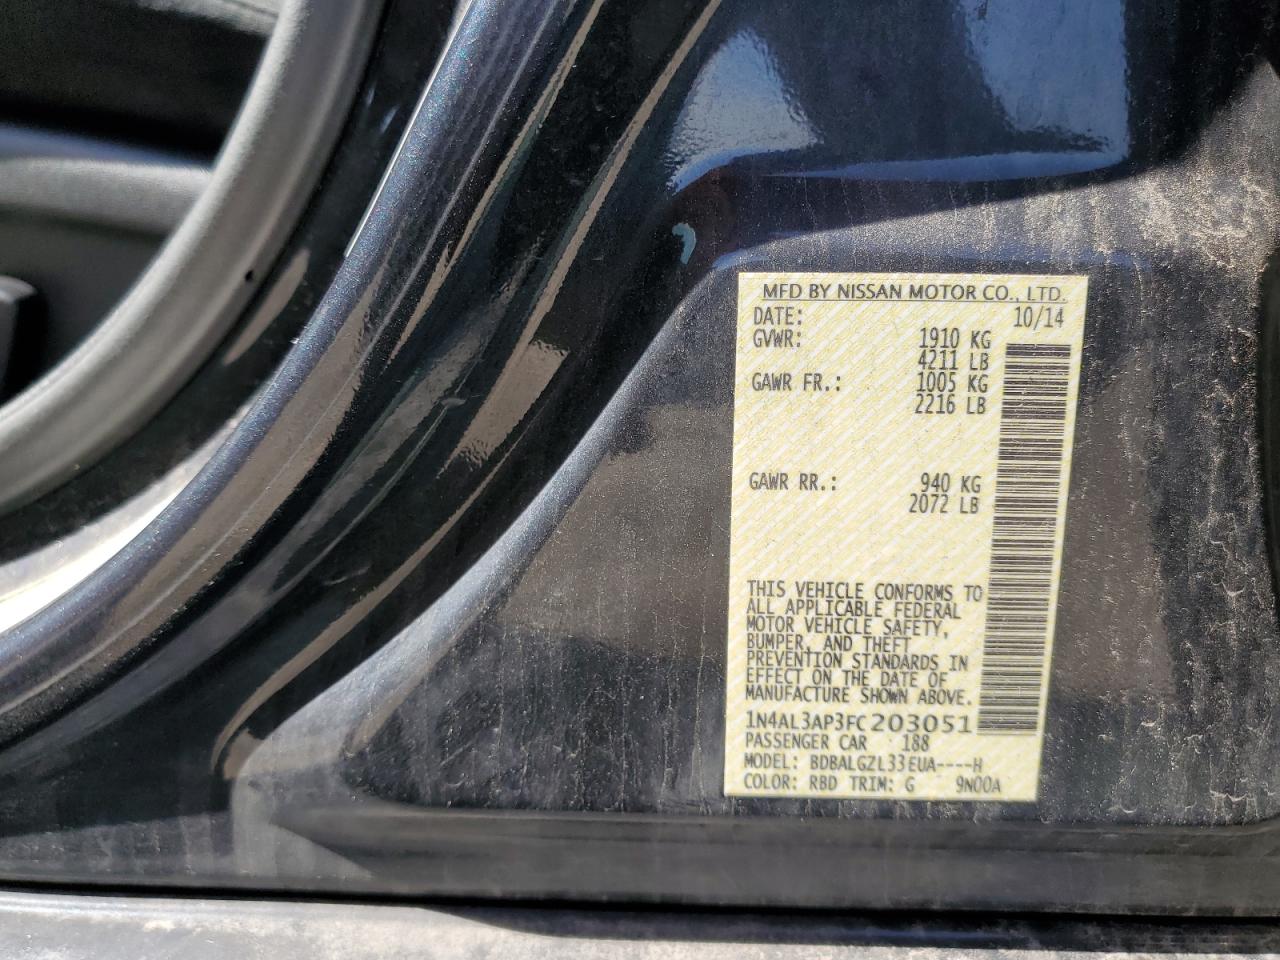 MFD BY NISSAN MOTOR CO., LTD.
DATE: 10/14
GVWR: 1910 KG
4211 LB
GAWR FR.: 1005 KG
2216 LB
GAWR RR.: 940 KG
2072 LB
THIS VEHICLE CONFORMS TO
ALL APPLICABLE FEDERAL
MOTOR VEHICLE SAFETY,
BUMPER, AND THEFT
PREVENTION STANDARDS IN
EFFECT ON THE DATE OF
MANUFACTURE SHOWN ABOVE.
1N4AL3AP3FC203051
PASSENGER CAR 188
MODEL: BDBALGZL33EUA----H
COLOR: RBD TRIM: G 9N00A